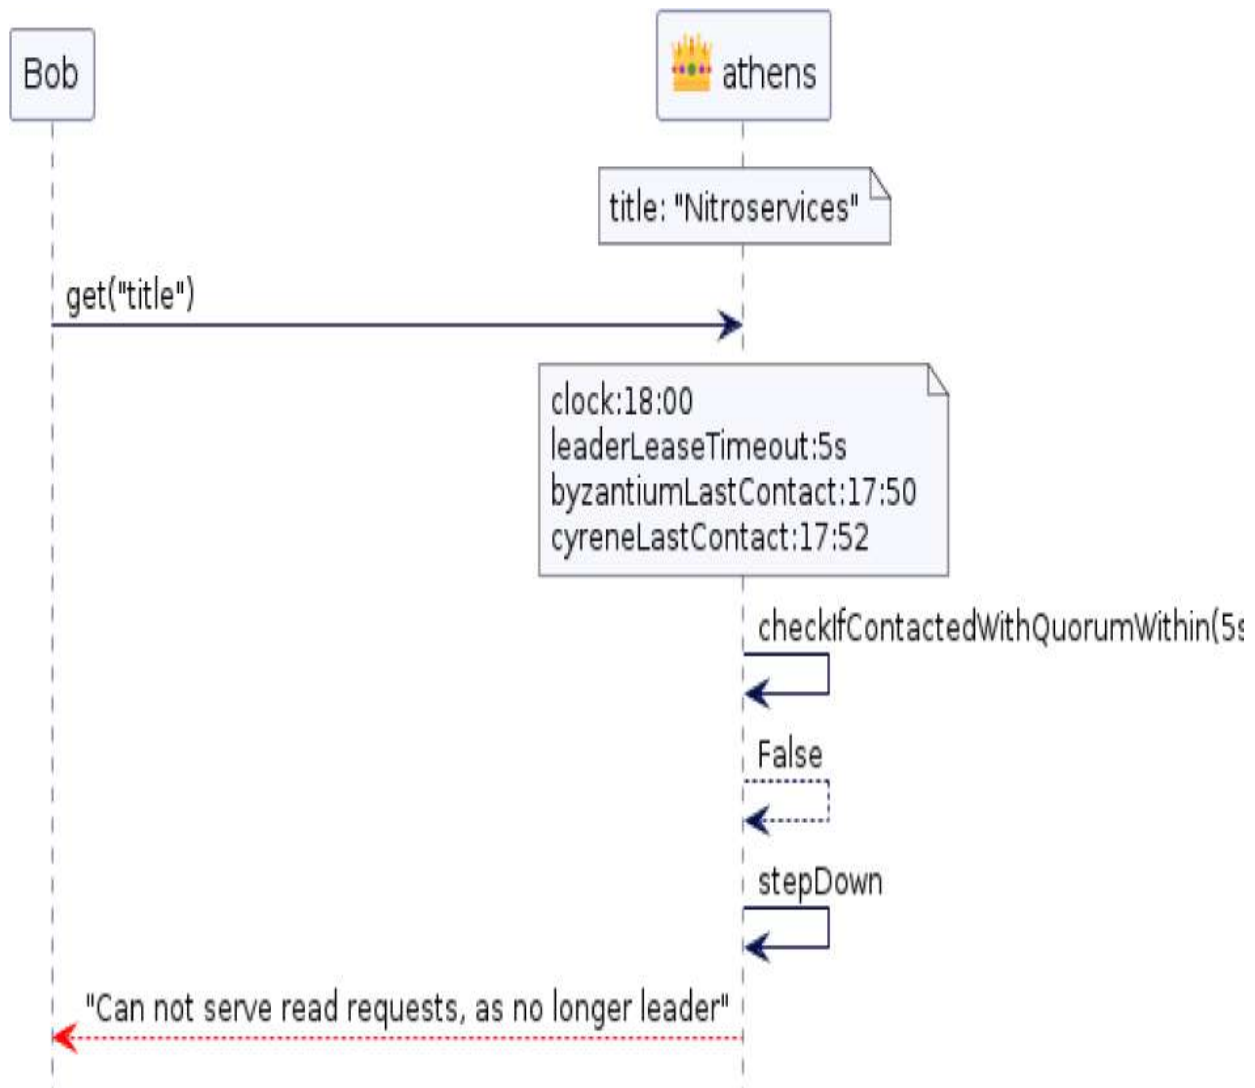 Bob
athens
title: "Nitroservices"
get("title")
clock:18:00
leaderLeaseTimeout:5s
byzantiumLastContact:17:50
cyreneLastContact:17:52
checkIfContactedWithQuorumWithin(5s
False
stepDown
"Can not serve read requests, as no longer leader"